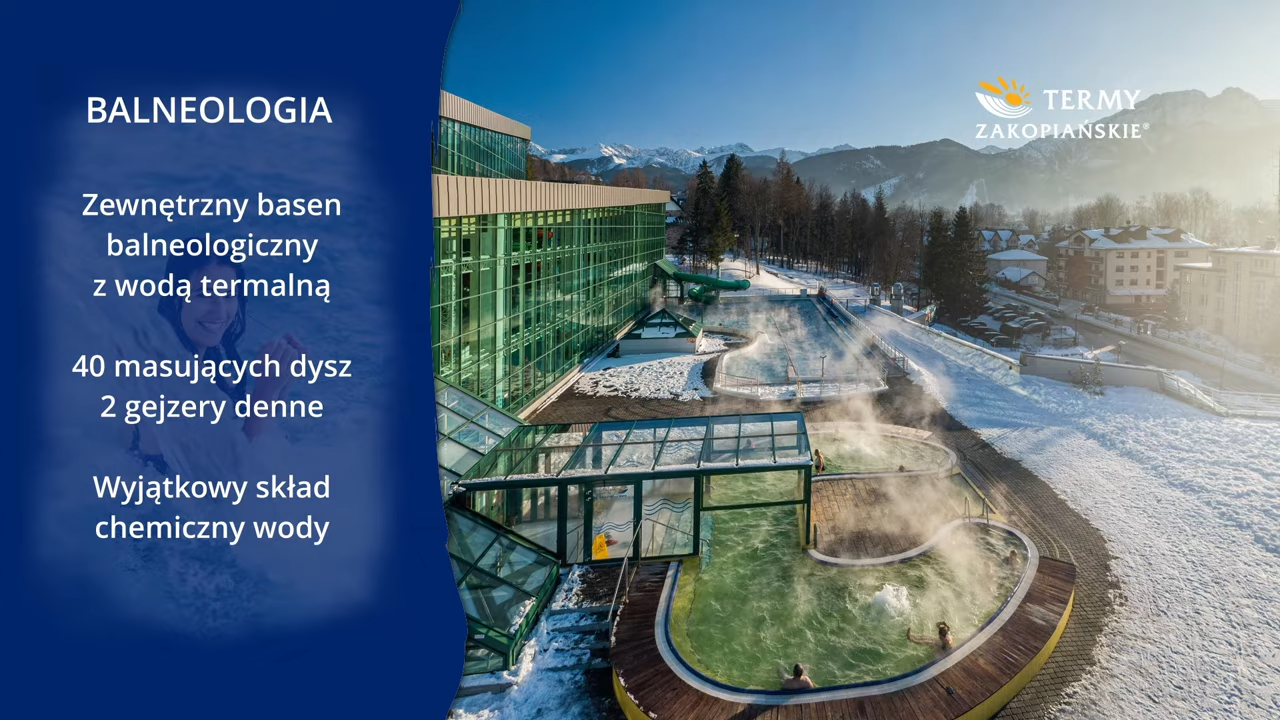 BALNEOLOGIA
Zewnętrzny basen
balneologiczny
z wodą termalną
40 masujących dysz
2 gejzery denne
Wyjątkowy skład
chemiczny wody
TERMY
ZAKOPIAŃSKIE®